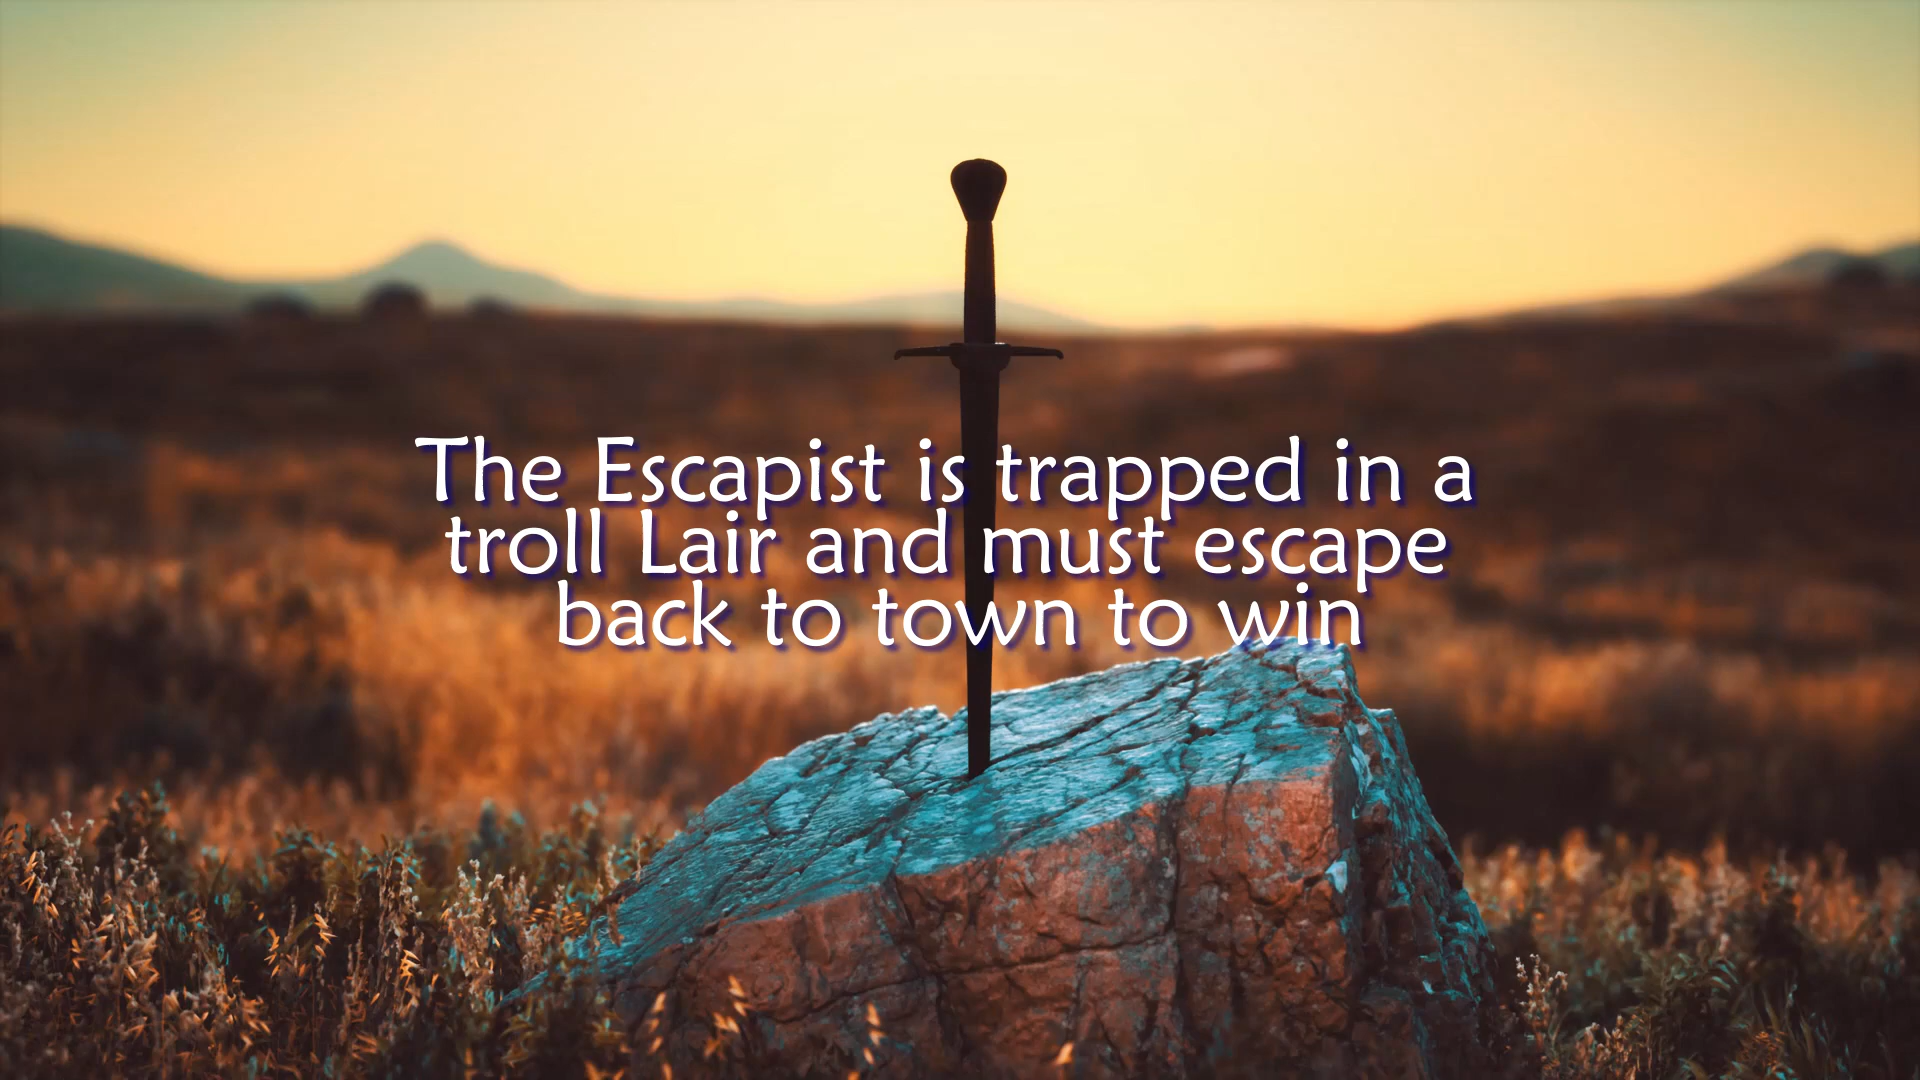 The Escapist is trapped in a
troll Lair and must escape
back to town to win